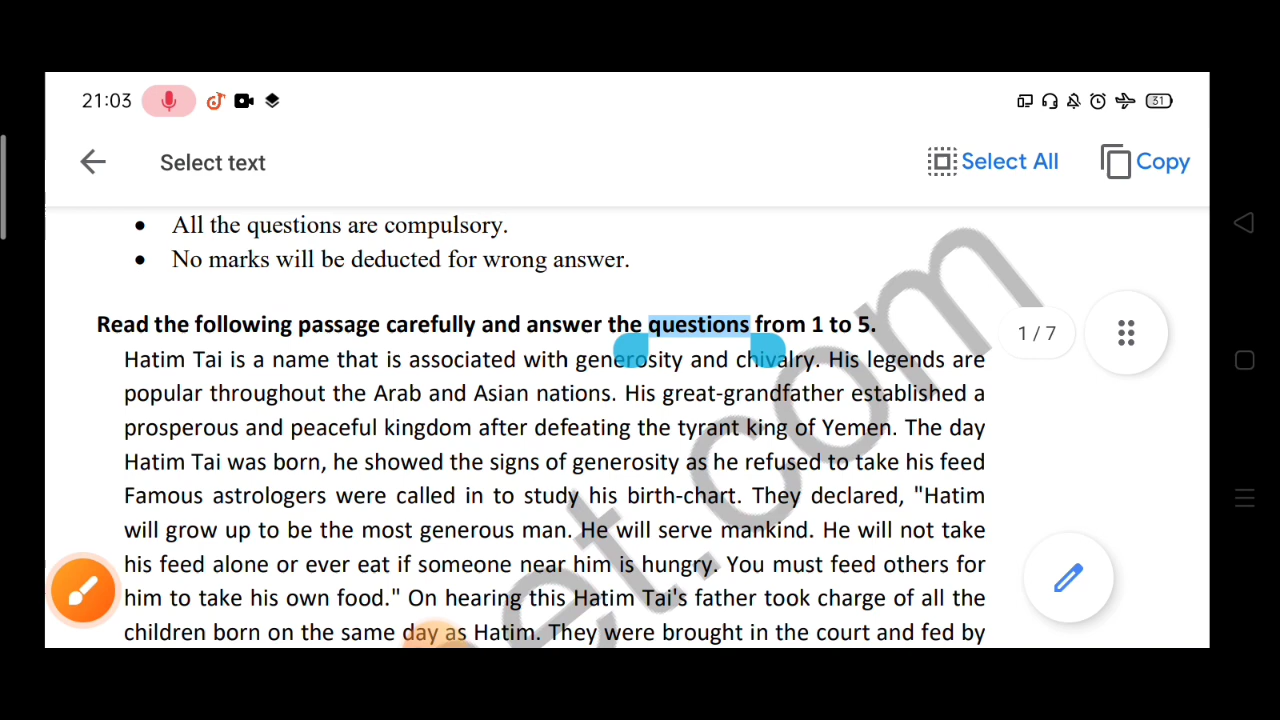 21:03
31
Select text
Select All
Copy
• All the questions are compulsory.
• No marks will be deducted for wrong answer.
Read the following passage carefully and answer the questions from 1 to 5.
1 / 7
Hatim Tai is a name that is associated with generosity and chivalry. His legends are
popular throughout the Arab and Asian nations. His great-grandfather established a
prosperous and peaceful kingdom after defeating the tyrant king of Yemen. The day
Hatim Tai was born, he showed the signs of generosity as he refused to take his feed
Famous astrologers were called in to study his birth-chart. They declared, "Hatim
will grow up to be the most generous man. He will serve mankind. He will not take
his feed alone or ever eat if someone near him is hungry. You must feed others for
him to take his own food." On hearing this Hatim Tai's father took charge of all the
children born on the same day as Hatim. They were brought in the court and fed by
et.com